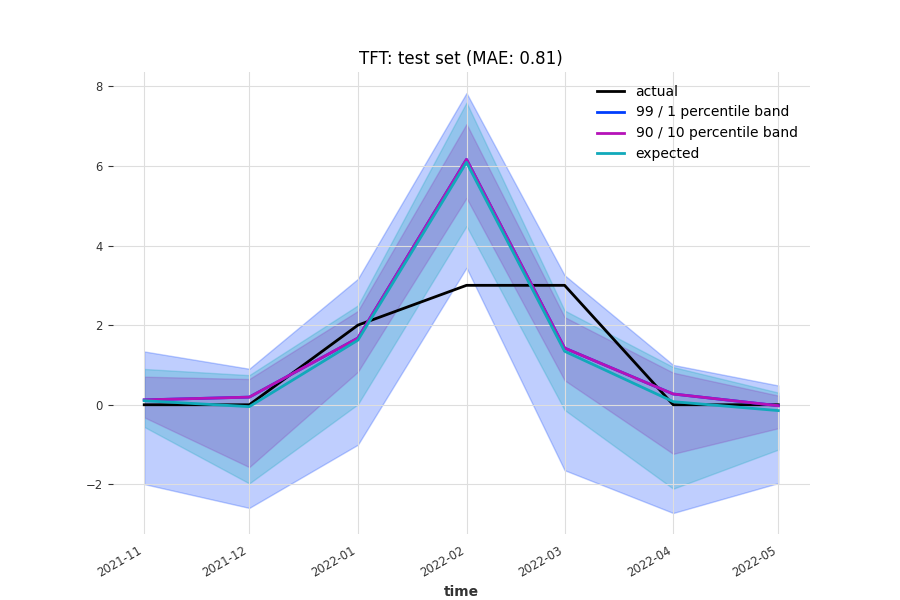 TFT: test set (MAE: 0.81)
actual
99 / 1 percentile band
90 / 10 percentile band
expected
8
6
4
2
0
−2
2021-11
2021-12
2022-01
2022-02
2022-03
2022-04
2022-05
time